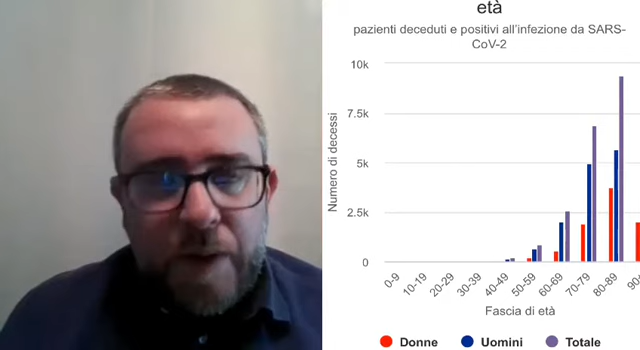 età
pazienti deceduti e positivi all'infezione da SARS-
CoV-2
Numero di decessi
10k
7.5k
5k
2.5k
0
0-9
10-19
20-29
30-39
40-49
50-59
60-69
70-79
80-89
90-
Fascia di età
Donne
Uomini
Totale